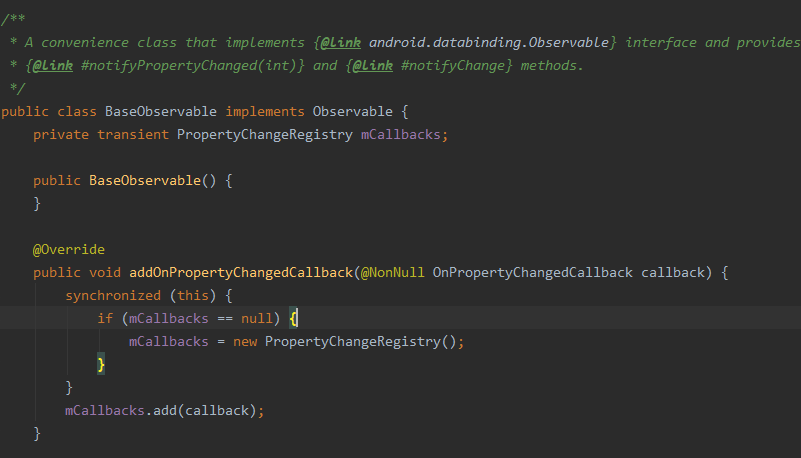 /**
 * A convenience class that implements {@link android.databinding.Observable} interface and provides
 * {@link #notifyPropertyChanged(int)} and {@link #notifyChange} methods.
 */
public class BaseObservable implements Observable {
    private transient PropertyChangeRegistry mCallbacks;

    public BaseObservable() {
    }

    @Override
    public void addOnPropertyChangedCallback(@NonNull OnPropertyChangedCallback callback) {
        synchronized (this) {
            if (mCallbacks == null) {
                mCallbacks = new PropertyChangeRegistry();
            }
        }
        mCallbacks.add(callback);
    }